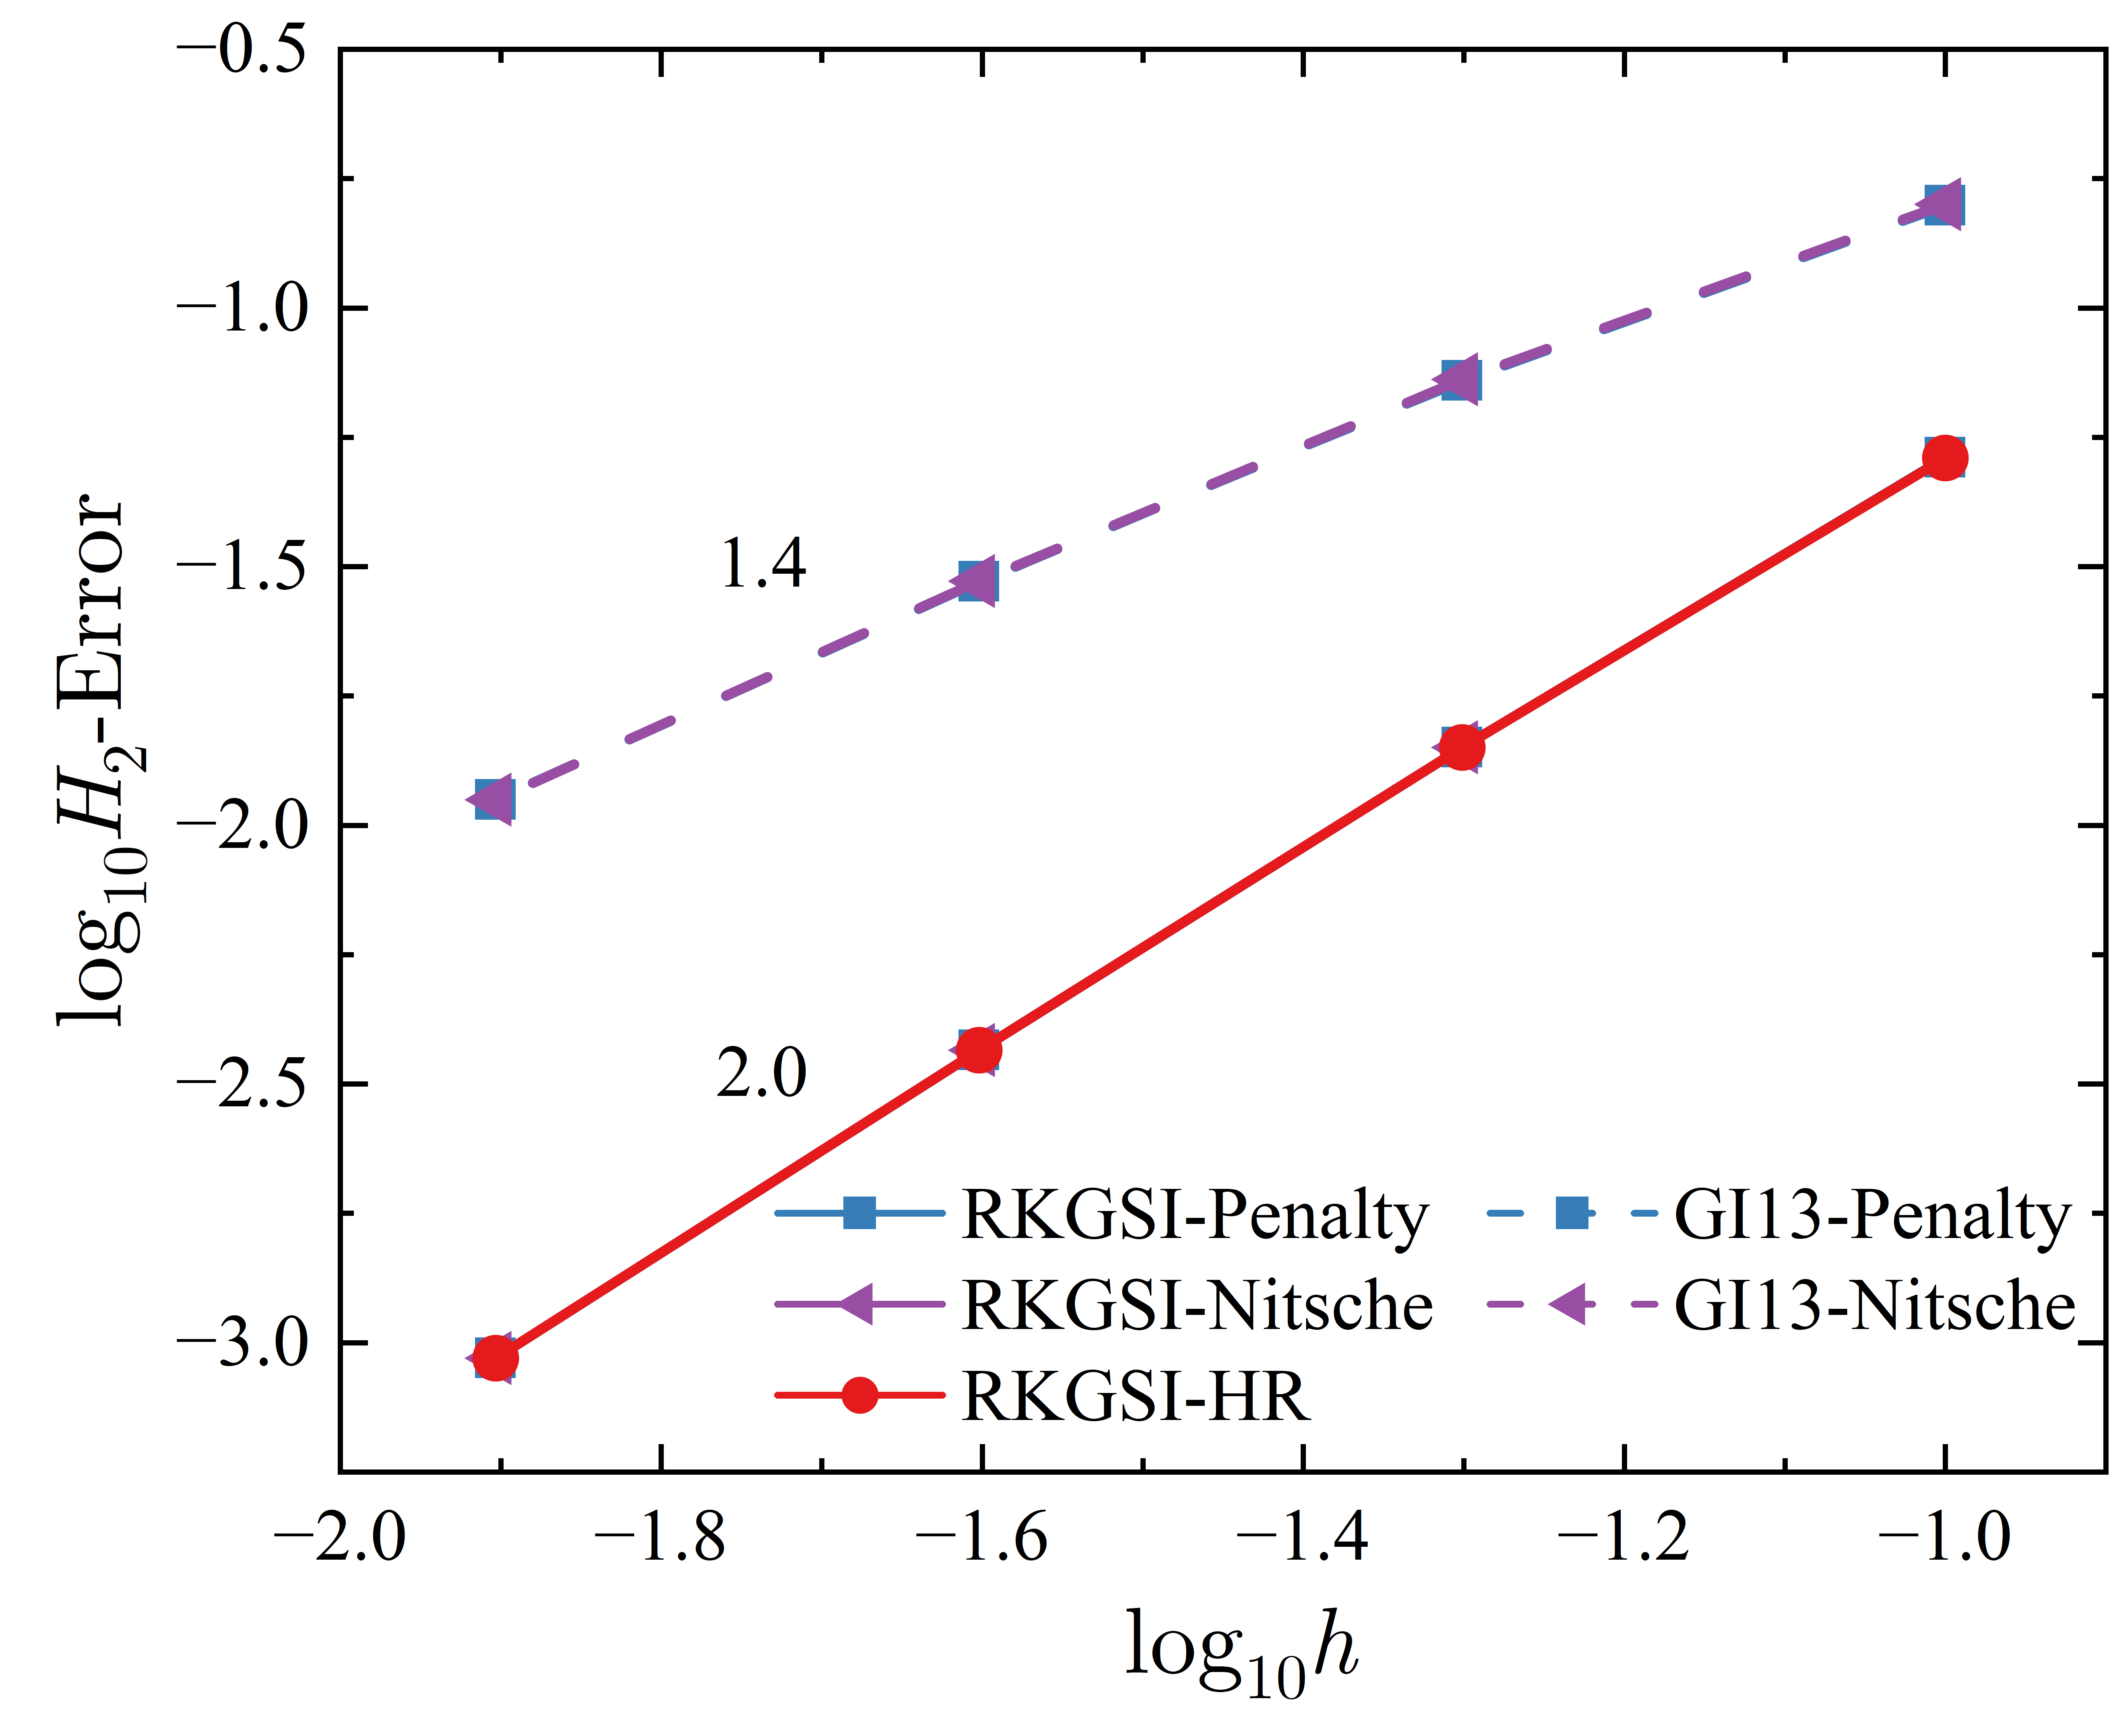 −0.5
−1.0
−1.5
−2.0
−2.5
−3.0
log₁₀H₂-Error
1.4
2.0
RKGSI-Penalty
GI13-Penalty
RKGSI-Nitsche
GI13-Nitsche
RKGSI-HR
−2.0 −1.8 −1.6 −1.4 −1.2 −1.0
log₁₀h